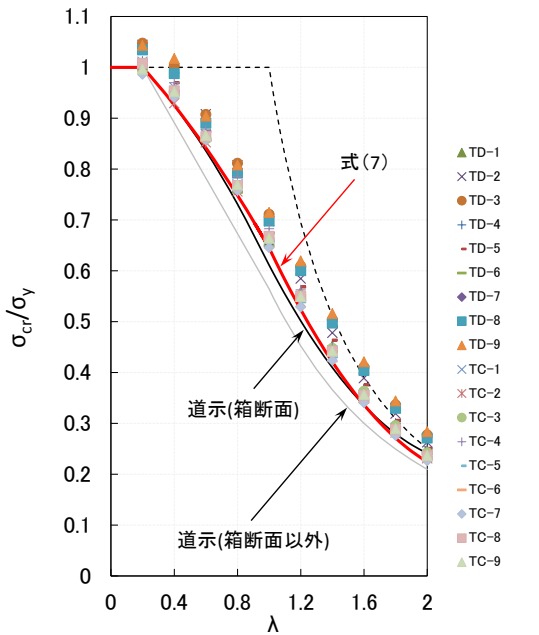 σcr/σy
1.1
1
0.9
0.8
0.7
0.6
0.5
0.4
0.3
0.2
0.1
0
0 0.4 0.8 1.2 1.6 2
λ
式(7)
道示(箱断面)
道示(箱断面以外)
TD-1
TD-2
TD-3
TD-4
TD-5
TD-6
TD-7
TD-8
TD-9
TC-1
TC-2
TC-3
TC-4
TC-5
TC-6
TC-7
TC-8
TC-9